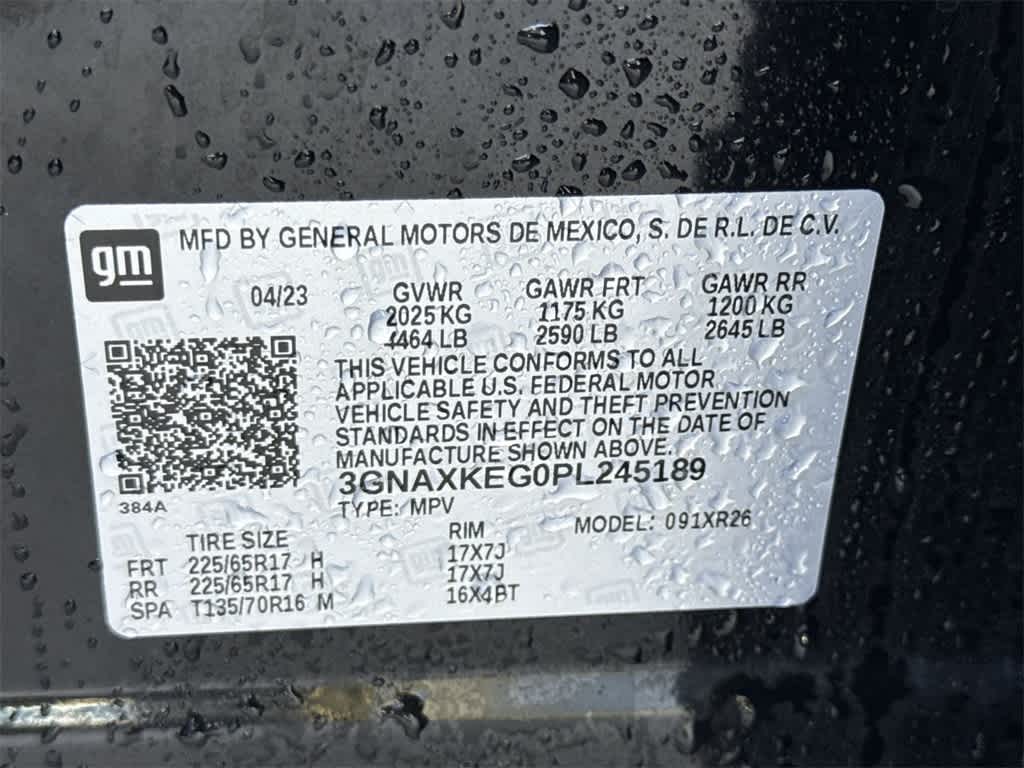 gm
MFD BY GENERAL MOTORS DE MEXICO, S. DE R.L. DE C.V.
04/23 GVWR GAWR FRT GAWR RR
2025 KG 1175 KG 1200 KG
4464 LB 2590 LB 2645 LB
THIS VEHICLE CONFORMS TO ALL
APPLICABLE U.S. FEDERAL MOTOR
VEHICLE SAFETY AND THEFT PREVENTION
STANDARDS IN EFFECT ON THE DATE OF
MANUFACTURE SHOWN ABOVE.
3GNAXKEG0PL245189
384A
TYPE: MPV MODEL: 091XR26
TIRE SIZE RIM
FRT 225/65R17 H 17X7J
RR 225/65R17 H 17X7J
SPA T135/70R16 M 16X4BT